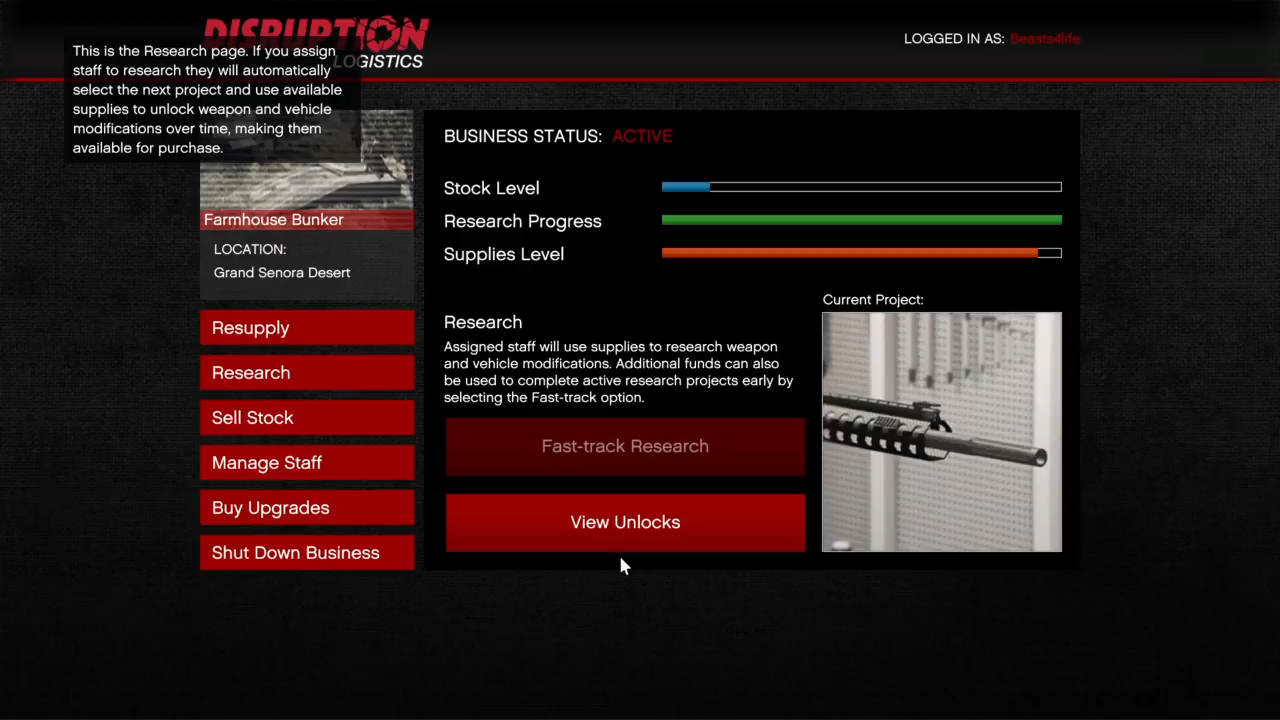 DISRUPTION
LOGISTICS
LOGGED IN AS: Beasts4life
This is the Research page. If you assign
staff to research they will automatically
select the next project and use available
supplies to unlock weapon and vehicle
modifications over time, making them
available for purchase.
Farmhouse Bunker
LOCATION:
Grand Senora Desert
Resupply
Research
Sell Stock
Manage Staff
Buy Upgrades
Shut Down Business
BUSINESS STATUS: ACTIVE
Stock Level
Research Progress
Supplies Level
Research
Assigned staff will use supplies to research weapon
and vehicle modifications. Additional funds can also
be used to complete active research projects early by
selecting the Fast-track option.
Fast-track Research
View Unlocks
Current Project: